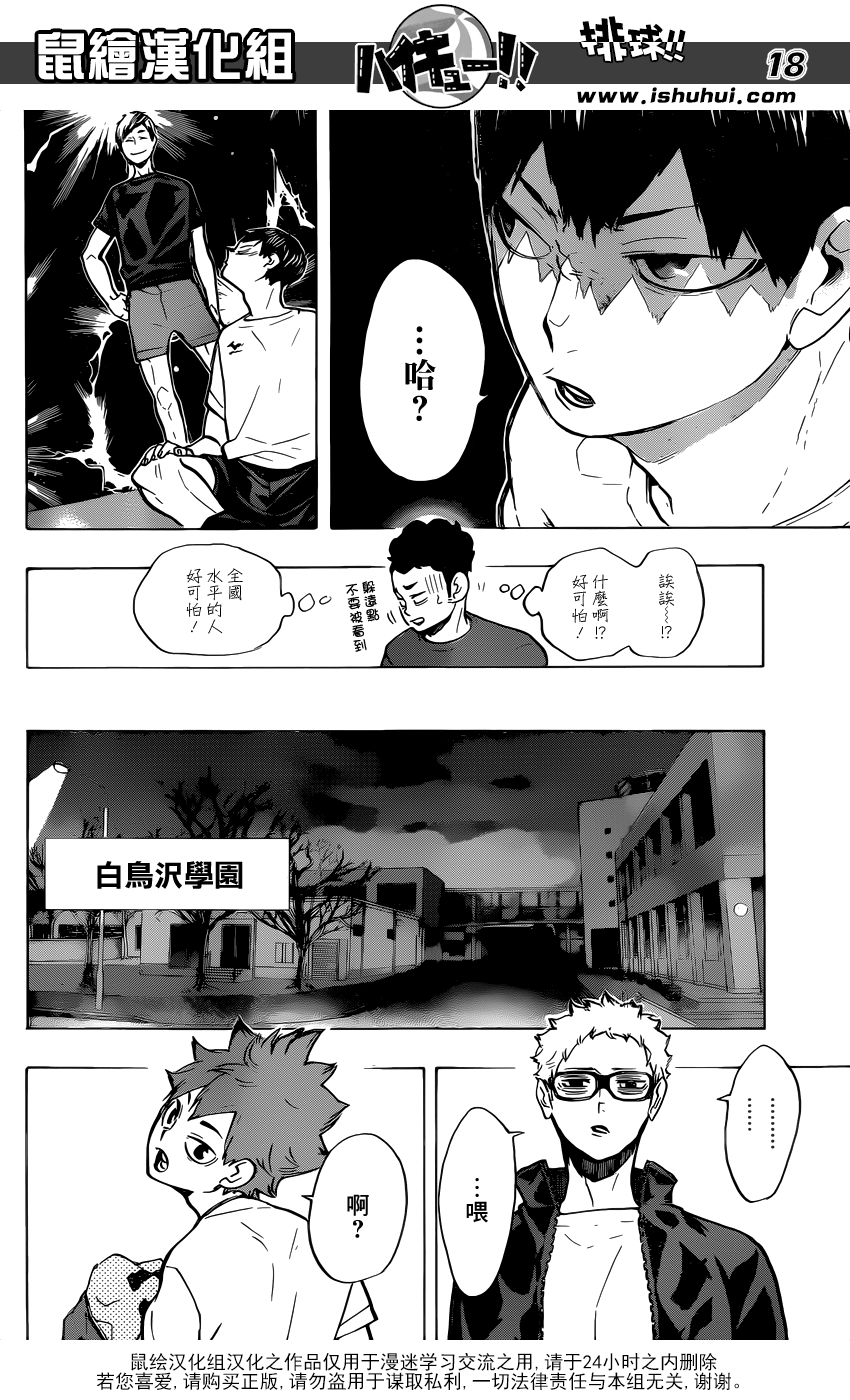 鼠繪漢化組
ハイキュー!!
排球!!
18
www.ishuhui.com
…哈?
誒誒~!?
什麼啊!?
好可怕!
躲遠點
不要被看到
全國
水平的人
好可怕!
白鳥沢學園
…………
…喂
啊?
鼠绘汉化组汉化之作品仅用于漫迷学习交流之用,请于24小时之内删除
若您喜爱,请购买正版,请勿盗用于谋取私利,一切法律责任与本组无关,谢谢。